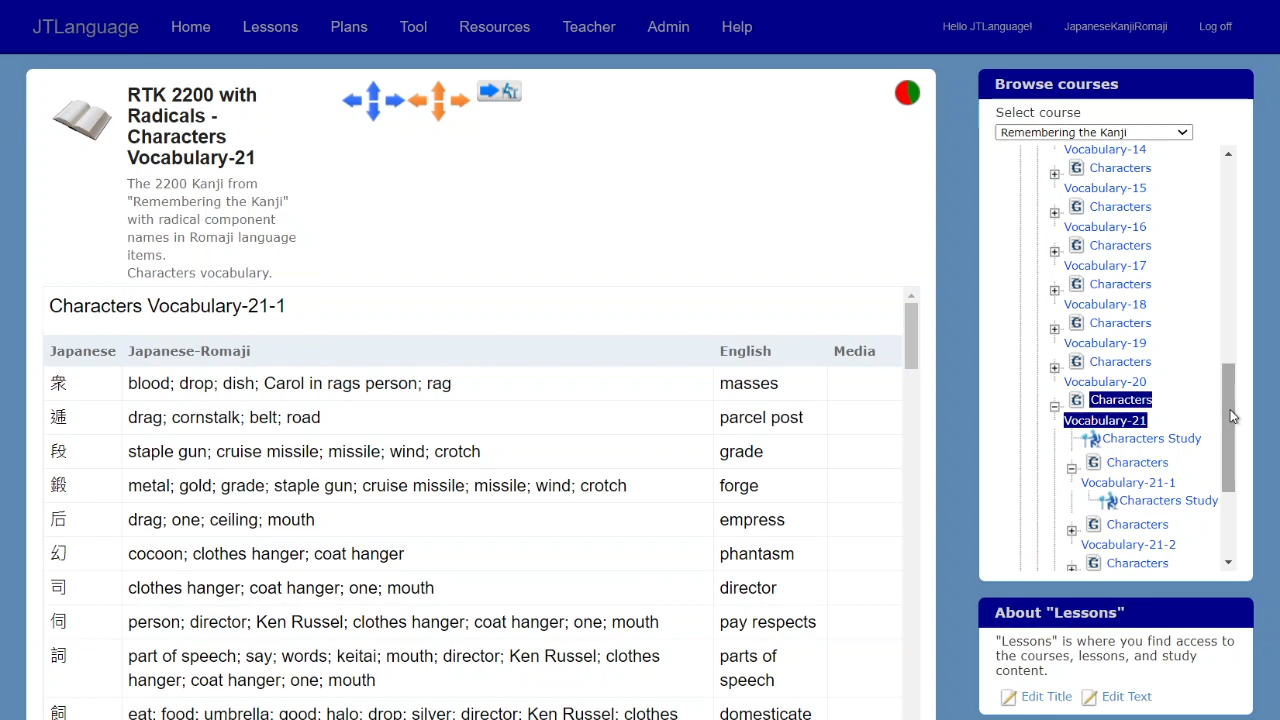 JTLanguage Home Lessons Plans Tool Resources Teacher Admin Help Hello JTLanguage! JapaneseKanjiRomaji Log off
RTK 2200 with
Radicals -
Characters
Vocabulary-21
The 2200 Kanji from
"Remembering the Kanji"
with radical component
names in Romaji language
items.
Characters vocabulary.
Characters Vocabulary-21-1
Japanese Japanese-Romaji English Media
衆 blood; drop; dish; Carol in rags person; rag masses
逓 drag; cornstalk; belt; road parcel post
段 staple gun; cruise missile; missile; wind; crotch grade
鍛 metal; gold; grade; staple gun; cruise missile; missile; wind; crotch forge
后 drag; one; ceiling; mouth empress
幻 cocoon; clothes hanger; coat hanger phantasm
司 clothes hanger; coat hanger; one; mouth director
伺 person; director; Ken Russel; clothes hanger; coat hanger; one; mouth pay respects
詞 part of speech; say; words; keitai; mouth; director; Ken Russel; clothes hanger; coat hanger; one; mouth parts of speech
飼 eat; food; umbrella; good; halo; drop; silver; director; Ken Russel; clothes domesticate
Browse courses
Select course
Remembering the Kanji
Vocabulary-14
Characters
Vocabulary-15
Characters
Vocabulary-16
Characters
Vocabulary-17
Characters
Vocabulary-18
Characters
Vocabulary-19
Characters
Vocabulary-20
Characters
Vocabulary-21
Characters Study
Characters
Vocabulary-21-1
Characters Study
Characters
Vocabulary-21-2
Characters
About "Lessons"
"Lessons" is where you find access to
the courses, lessons, and study
content.
Edit Title Edit Text